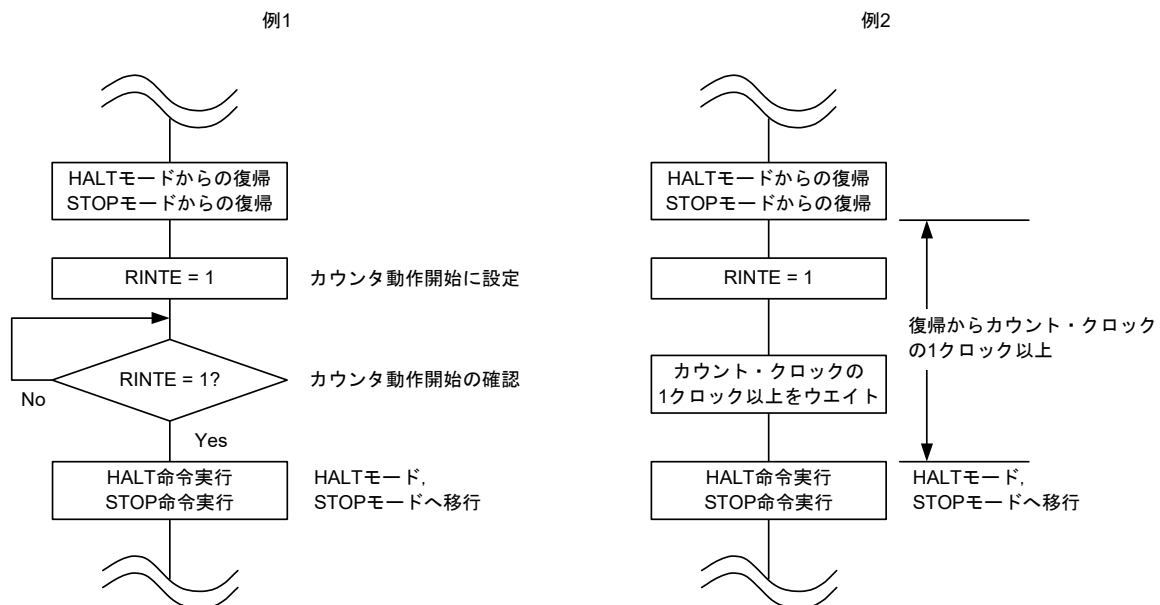 例1
HALTモードからの復帰
STOPモードからの復帰
RINTE = 1
カウンタ動作開始に設定
RINTE = 1?
カウンタ動作開始の確認
No
Yes
HALT命令実行
STOP命令実行
HALTモード,
STOPモードへ移行
例2
HALTモードからの復帰
STOPモードからの復帰
RINTE = 1
復帰からカウント・クロック
の1クロック以上
カウント・クロックの
1クロック以上をウエイト
HALT命令実行
STOP命令実行
HALTモード,
STOPモードへ移行